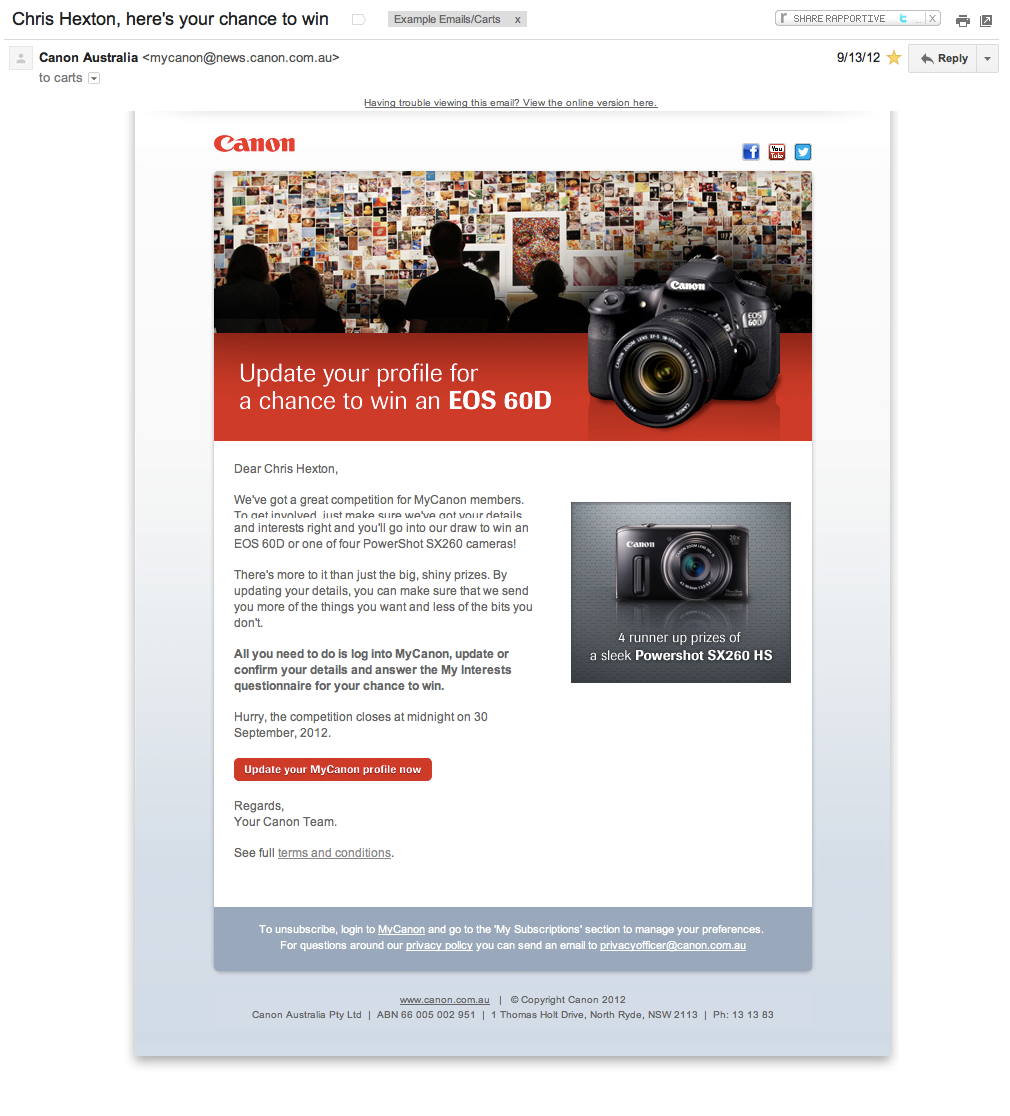 Chris Hexton, here's your chance to win
Example Emails/Carts x
SHARE RAPPORTIVE
Canon Australia <mycanon@news.canon.com.au>
9/13/12
Reply
to carts
Having trouble viewing this email? View the online version here.
Canon
You Tube
Canon
EOS 60D
CANON ZOOM LENS EF-S
Update your profile for
a chance to win an EOS 60D
Dear Chris Hexton,
We've got a great competition for MyCanon members.
To get involved, just make sure we've got your details
and interests right and you'll go into our draw to win an
EOS 60D or one of four PowerShot SX260 cameras!
Canon
20x
CANON ZOOM LENS
4 runner up prizes of
a sleek Powershot SX260 HS
There's more to it than just the big, shiny prizes. By
updating your details, you can make sure that we send
you more of the things you want and less of the bits you
don't.
All you need to do is log into MyCanon, update or
confirm your details and answer the My Interests
questionnaire for your chance to win.
Hurry, the competition closes at midnight on 30
September, 2012.
Update your MyCanon profile now
Regards,
Your Canon Team.
See full terms and conditions.
To unsubscribe, login to MyCanon and go to the 'My Subscriptions' section to manage your preferences.
For questions around our privacy policy you can send an email to privacyofficer@canon.com.au
www.canon.com.au | © Copyright Canon 2012
Canon Australia Pty Ltd | ABN 66 005 002 951 | 1 Thomas Holt Drive, North Ryde, NSW 2113 | Ph: 13 13 83